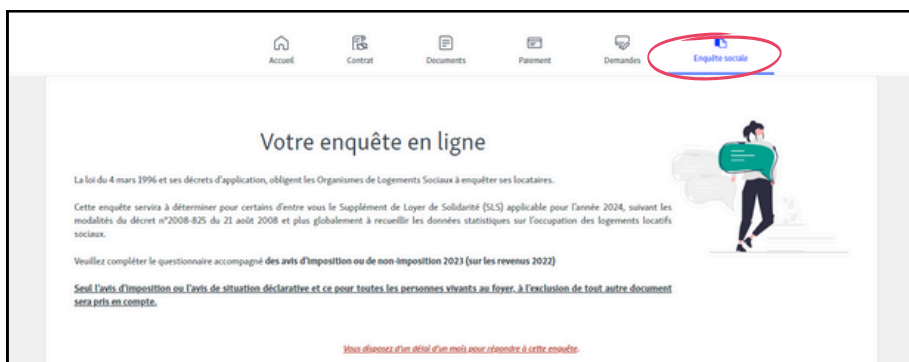 Accueil Contrat Documents Paiement Demandes Enquête sociale
Votre enquête en ligne
La loi du 4 mars 1996 et ses décrets d'application, obligent les Organismes de Logements Sociaux à enquêter ses locataires.
Cette enquête servira à déterminer pour certains d'entre vous le Supplément de Loyer de Solidarité (SLS) applicable pour l'année 2024, suivant les
modalités du décret n°2008-825 du 21 août 2008 et plus globalement à recueillir les données statistiques sur l'occupation des logements locatifs
sociaux.
Veuillez compléter le questionnaire accompagné des avis d'imposition ou de non-imposition 2023 (sur les revenus 2022)
Seul l'avis d'imposition ou l'avis de situation déclarative et ce pour toutes les personnes vivants au foyer, à l'exclusion de tout autre document
sera pris en compte.
Vous disposez d'un délai d'un mois pour répondre à cette enquête.